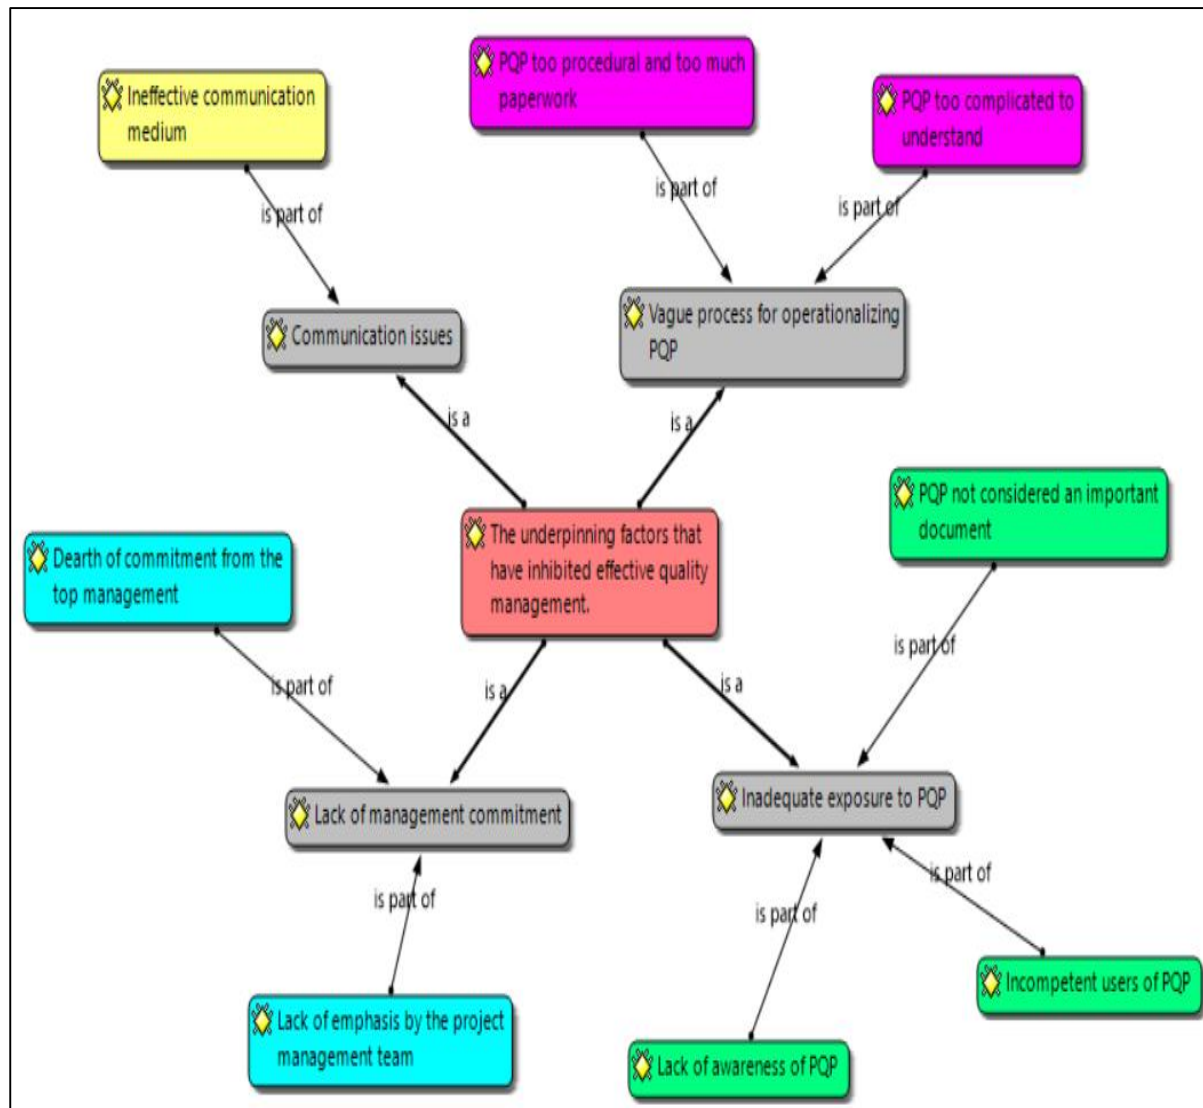 PQP too procedural and too much
paperwork
Ineffective communication
medium
PQP too complicated to
understand
is part of
is part of
is part of
Communication issues
Vague process for operationalizing
PQP
is a
is a
PQP not considered an important
document
The underpinning factors that
have inhibited effective quality
management.
Dearth of commitment from the
top management
is part of
is part of
is a
is a
Lack of management commitment
Inadequate exposure to PQP
is part of
is part of
is part of
Incompetent users of PQP
Lack of emphasis by the project
management team
Lack of awareness of PQP